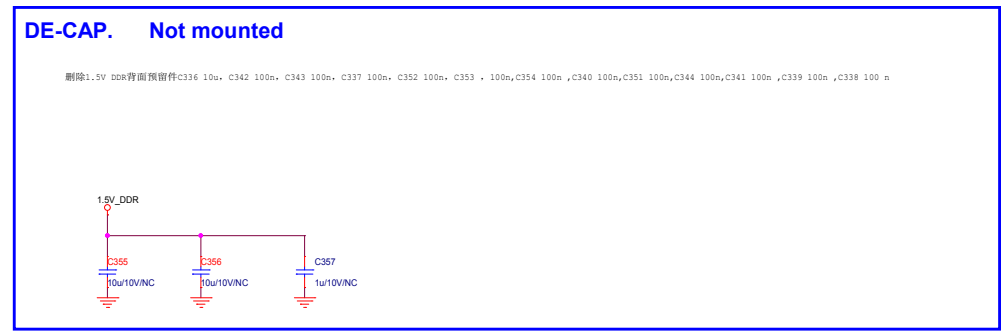 DE-CAP. Not mounted
删除1.5V DDR背面预留件C336 10u, C342 100n, C343 100n, C337 100n, C352 100n, C353 , 100n,C354 100n ,C340 100n,C351 100n,C344 100n,C341 100n ,C339 100n ,C338 100 n
1.5V_DDR
C355 C356 C357
10u/10V/NC 10u/10V/NC 1u/10V/NC